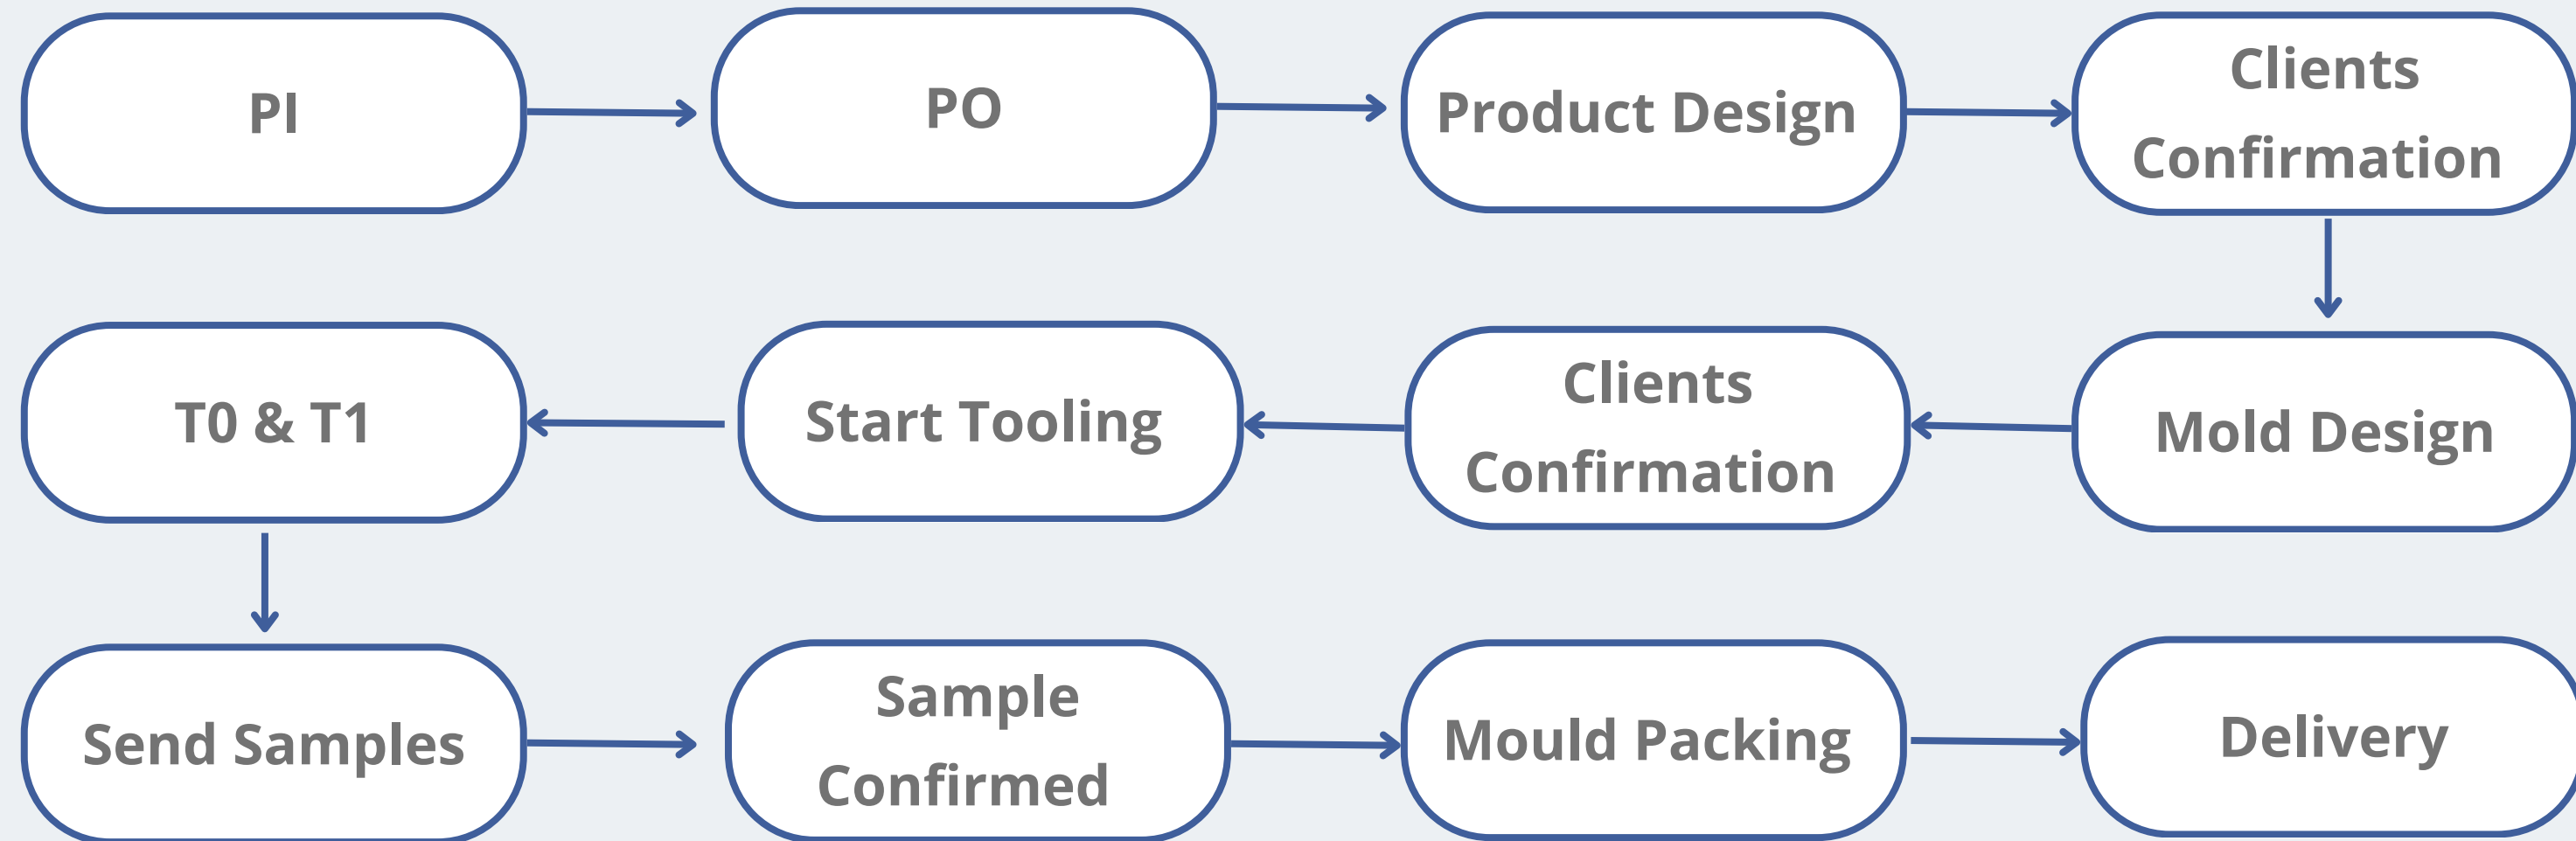 PI
PO
Product Design
Clients
Confirmation
T0 & T1
Start Tooling
Clients
Confirmation
Mold Design
Send Samples
Sample
Confirmed
Mould Packing
Delivery